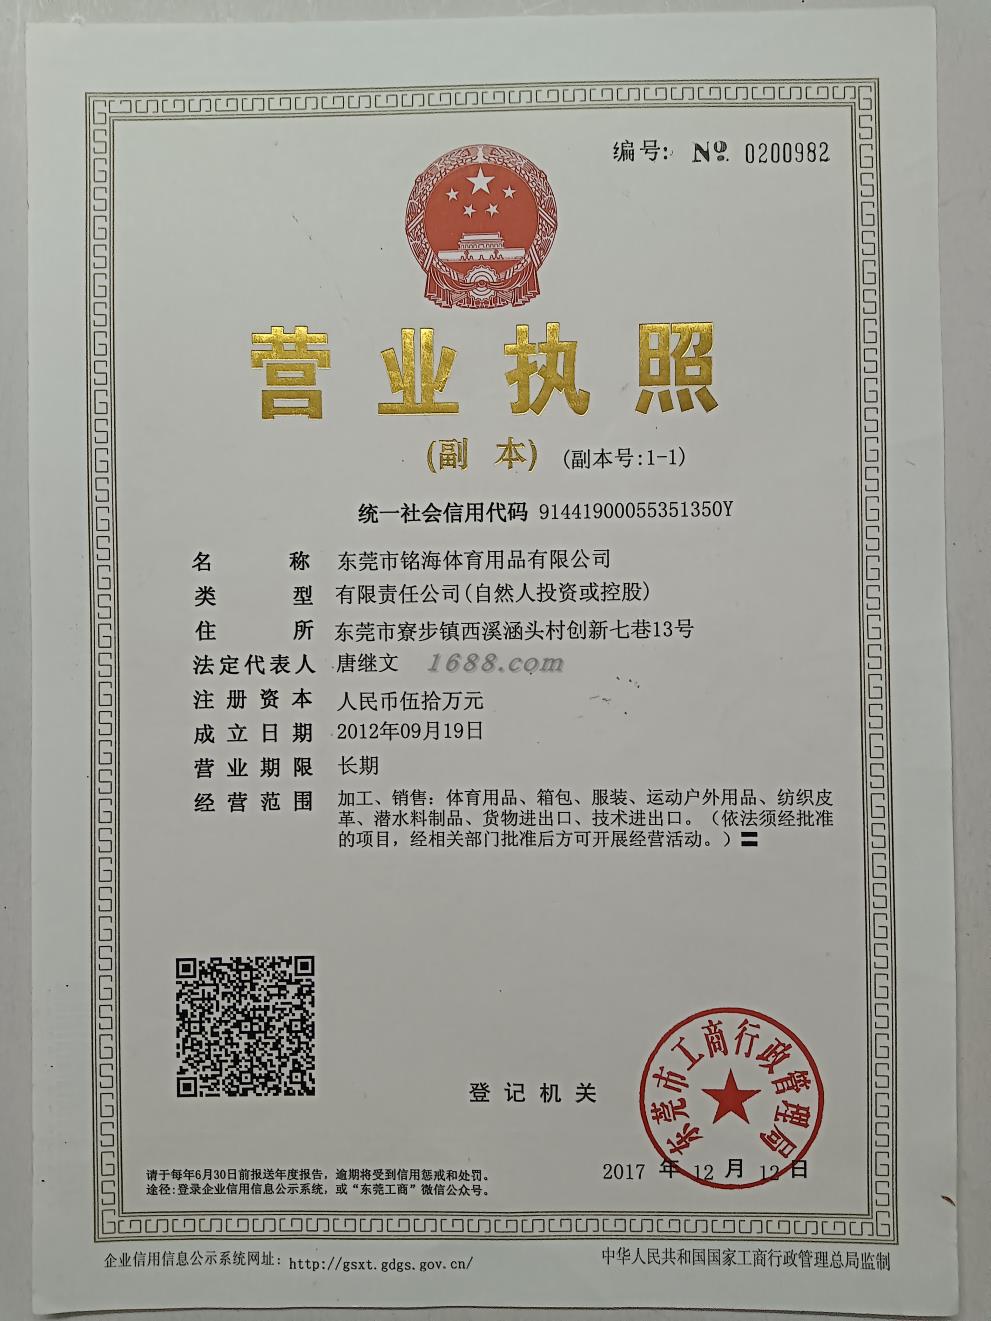 编号: Nº. 0200982
营业执照
(副 本) (副本号:1-1)
统一社会信用代码 91441900055351350Y
名 称 东莞市铭海体育用品有限公司
类 型 有限责任公司(自然人投资或控股)
住 所 东莞市寮步镇西溪涵头村创新七巷13号
法定代表人 唐继文
1688.com
注册资本 人民币伍拾万元
成立日期 2012年09月19日
营业期限 长期
经营范围 加工、销售：体育用品、箱包、服装、运动户外用品、纺织皮
革、潜水料制品、货物进出口、技术进出口。（依法须经批准
的项目，经相关部门批准后方可开展经营活动。）〓
登记机关
东莞市工商行政管理局
2017 年 12 月 12 日
请于每年6月30日前报送年度报告，逾期将受到信用惩戒和处罚。
途径:登录企业信用信息公示系统，或“东莞工商”微信公众号。
企业信用信息公示系统网址： http://gsxt.gdgs.gov.cn/
中华人民共和国国家工商行政管理总局监制